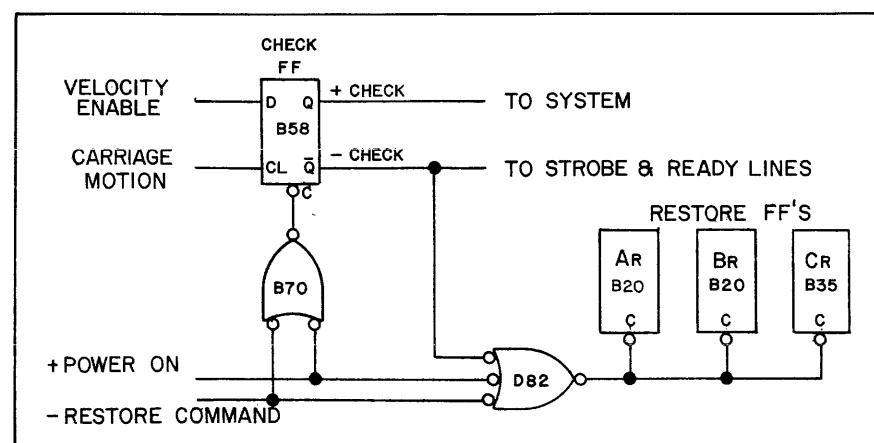 CHECK
FF
VELOCITY
ENABLE
D Q
+ CHECK
TO SYSTEM
B58
CARRIAGE
MOTION
CL Q̅
− CHECK
TO STROBE & READY LINES
C
RESTORE FF'S
AR
B20
C
BR
B20
C
CR
B35
C
B70
+POWER ON
D82
−RESTORE COMMAND